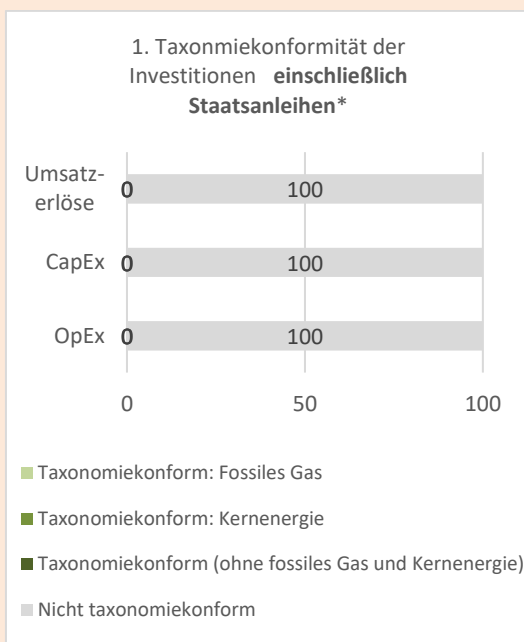 1. Taxonmiekonformität der
Investitionen einschließlich
Staatsanleihen*
Umsatz-
erlöse
0
100
CapEx
0
100
OpEx
0
100
0
50
100
Taxonomiekonform: Fossiles Gas
Taxonomiekonform: Kernenergie
Taxonomiekonform (ohne fossiles Gas und Kernenergie)
Nicht taxonomiekonform